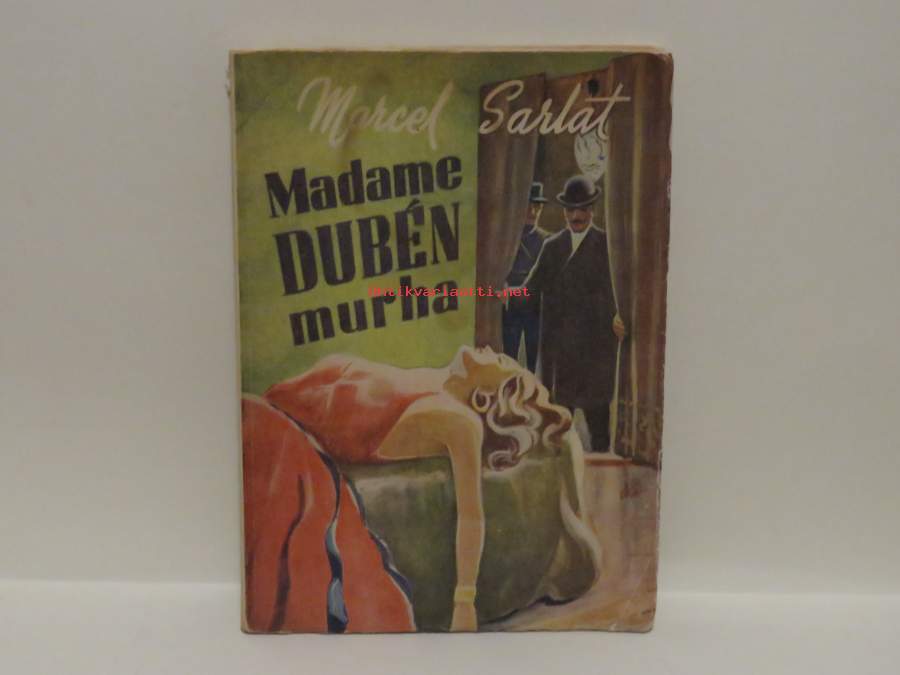 Marcel Sarlat
Madame
DUBÉN
murha
antikvariaatti.net